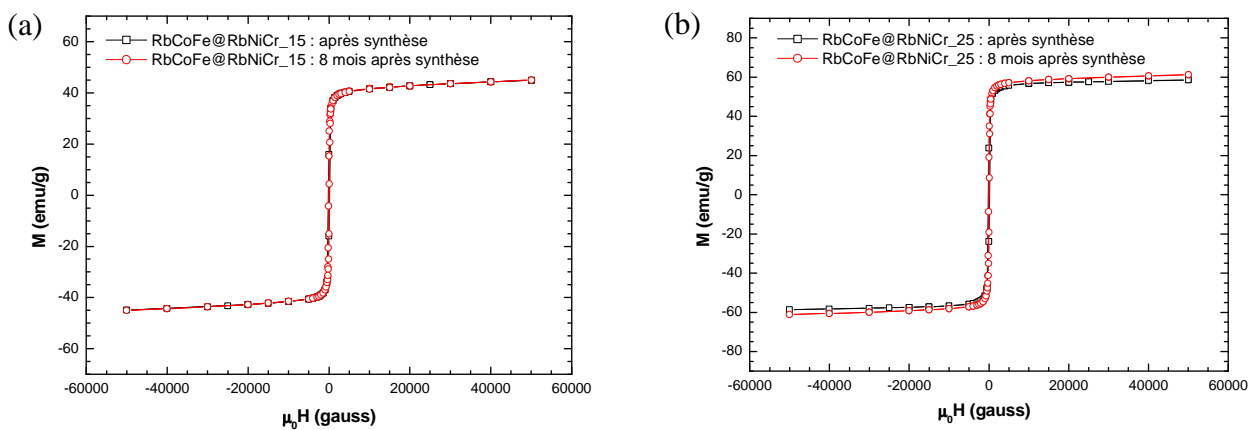 (a)
RbCoFe@RbNiCr_15 : après synthèse
RbCoFe@RbNiCr_15 : 8 mois après synthèse
60
40
20
0
-20
-40
-60
M (emu/g)
-60000 -40000 -20000 0 20000 40000 60000
μ₀H (gauss)
(b)
RbCoFe@RbNiCr_25 : après synthèse
RbCoFe@RbNiCr_25 : 8 mois après synthèse
80
60
40
20
0
-20
-40
-60
-80
M (emu/g)
-60000 -40000 -20000 0 20000 40000 60000
μ₀H (gauss)